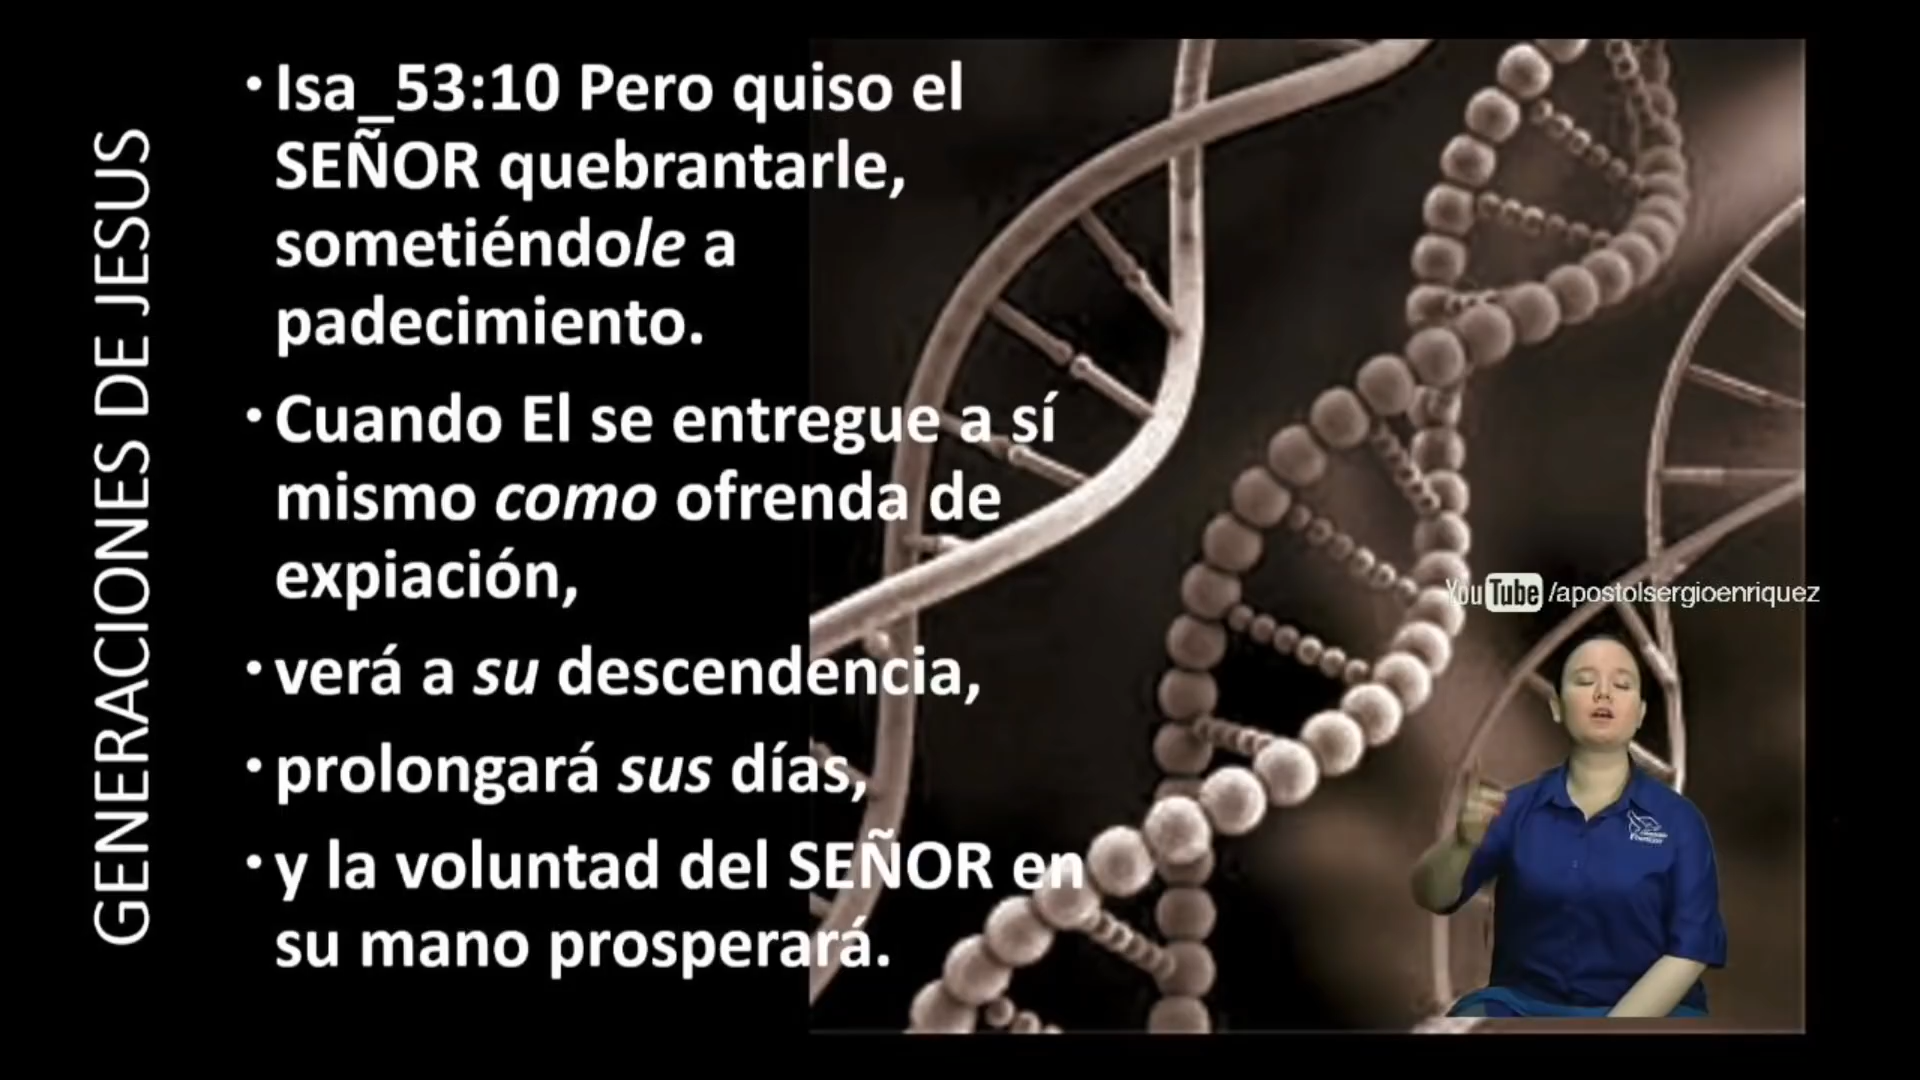 GENERACIONES DE JESUS
• Isa_53:10 Pero quiso el
SEÑOR quebrantarle,
sometiéndole a
padecimiento.
• Cuando El se entregue a sí
mismo como ofrenda de
expiación,
• verá a su descendencia,
• prolongará sus días,
• y la voluntad del SEÑOR en
su mano prosperará.
YouTube /apostolsergioenriquez